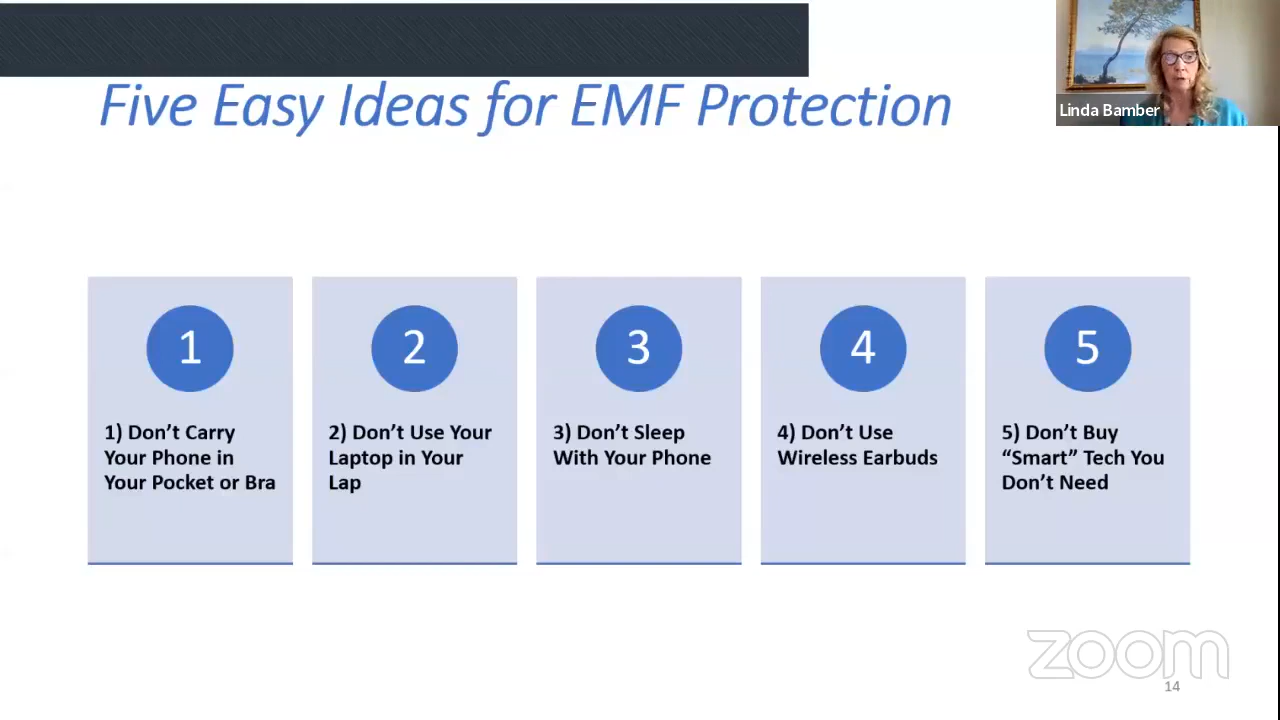 Five Easy Ideas for EMF Protection
Linda Bamber
1
1) Don’t Carry
Your Phone in
Your Pocket or Bra
2
2) Don’t Use Your
Laptop in Your
Lap
3
3) Don’t Sleep
With Your Phone
4
4) Don’t Use
Wireless Earbuds
5
5) Don’t Buy
“Smart” Tech You
Don’t Need
zoom
14